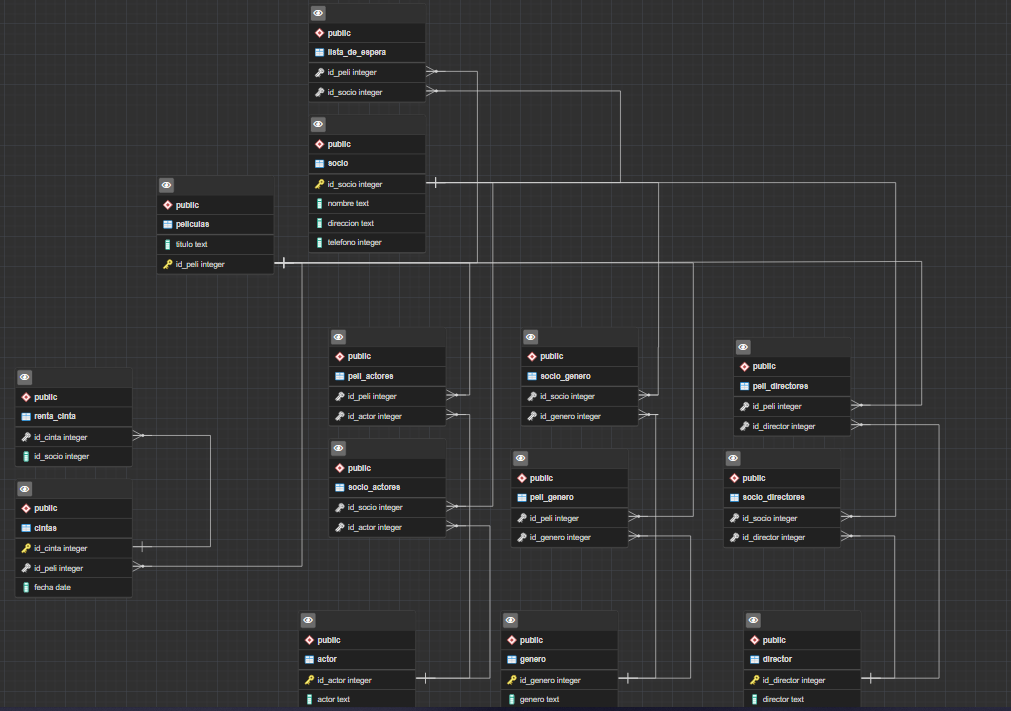 public
lista_de_espera
id_peli integer
id_socio integer
public
socio
id_socio integer
nombre text
direccion text
telefono integer
public
peliculas
titulo text
id_peli integer
public
peli_actores
id_peli integer
id_actor integer
public
socio_genero
id_socio integer
id_genero integer
public
peli_directores
id_peli integer
id_director integer
public
renta_cinta
id_cinta integer
id_socio integer
public
socio_actores
id_socio integer
id_actor integer
public
peli_genero
id_peli integer
id_genero integer
public
socio_directores
id_socio integer
id_director integer
public
cintas
id_cinta integer
id_peli integer
fecha date
public
actor
id_actor integer
actor text
public
genero
id_genero integer
genero text
public
director
id_director integer
director text